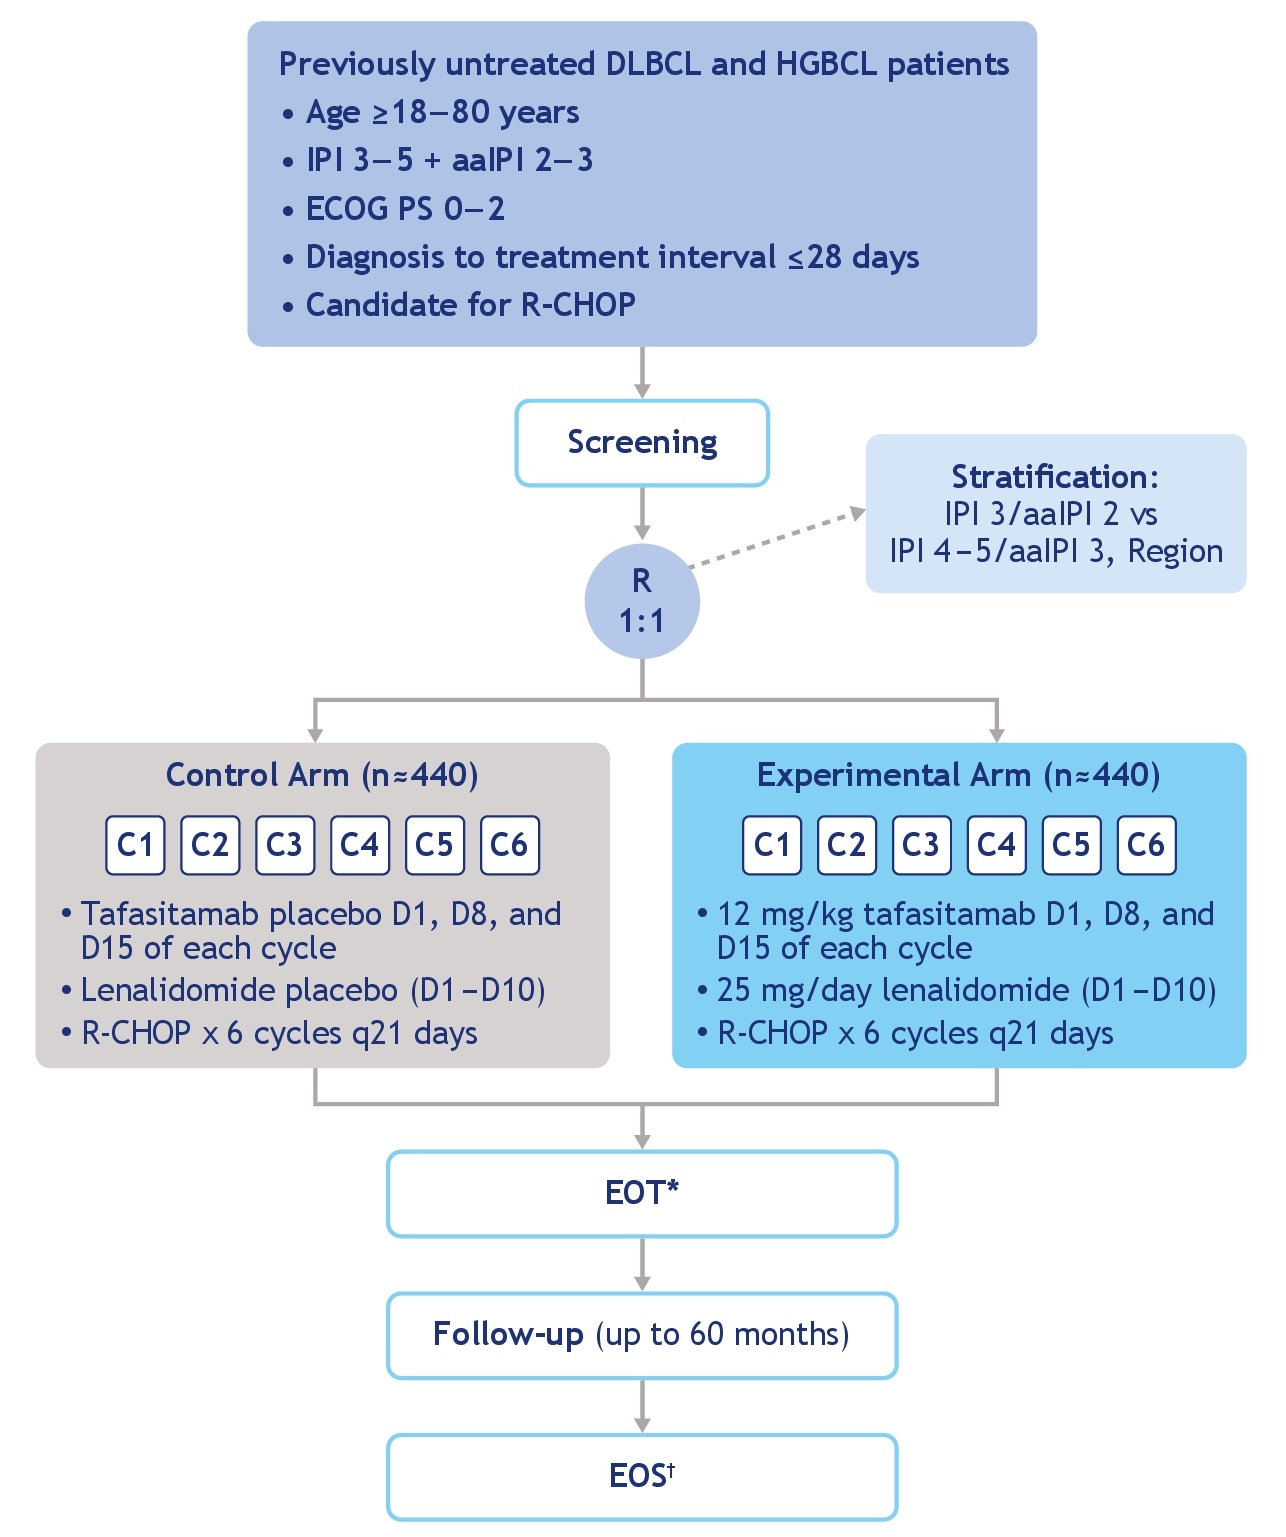 Previously untreated DLBCL and HGBCL patients
• Age ≥18–80 years
• IPI 3–5 + aaIPI 2–3
• ECOG PS 0–2
• Diagnosis to treatment interval ≤28 days
• Candidate for R-CHOP
Screening
Stratification:
IPI 3/aaIPI 2 vs
IPI 4–5/aaIPI 3, Region
R
1:1
Control Arm (n≈440)
C1 C2 C3 C4 C5 C6
• Tafasitamab placebo D1, D8, and
D15 of each cycle
• Lenalidomide placebo (D1–D10)
• R-CHOP x 6 cycles q21 days
Experimental Arm (n≈440)
C1 C2 C3 C4 C5 C6
• 12 mg/kg tafasitamab D1, D8, and
D15 of each cycle
• 25 mg/day lenalidomide (D1–D10)
• R-CHOP x 6 cycles q21 days
EOT*
Follow-up (up to 60 months)
EOS†